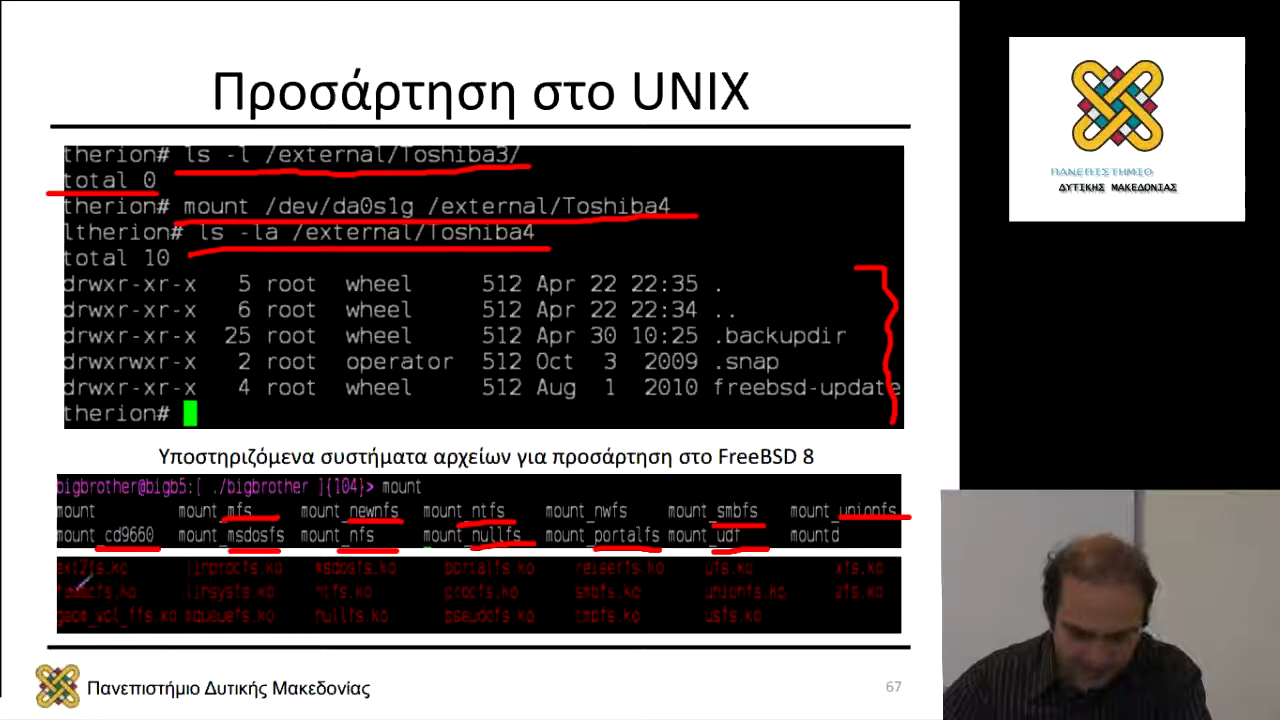 Προσάρτηση στο UNIX
therion# ls -l /external/Toshiba3/
total 0
therion# mount /dev/da0s1g /external/Toshiba4
ltherion# ls -la /external/Toshiba4
total 10
drwxr-xr-x 5 root wheel 512 Apr 22 22:35 .
drwxr-xr-x 6 root wheel 512 Apr 22 22:34 ..
drwxr-xr-x 25 root wheel 512 Apr 30 10:25 .backupdir
drwxrwxr-x 2 root operator 512 Oct 3 2009 .snap
drwxr-xr-x 4 root wheel 512 Aug 1 2010 freebsd-update
therion#
Υποστηριζόμενα συστήματα αρχείων για προσάρτηση στο FreeBSD 8
bigbrother@bigb5:[ ./bigbrother ]{104}> mount
mount mount_mfs mount_newnfs mount_ntfs mount_nwfs mount_smbfs mount_unionfs
mount_cd9660 mount_msdosfs mount_nfs mount_nullfs mount_portalfs mount_udf mountd
ext2fs.ko linprocfs.ko msdosfs.ko portalfs.ko reiserfs.ko ufs.ko xfs.ko
linsysfs.ko ntfs.ko procfs.ko smbfs.ko unionfs.ko zfs.ko
geom_vol_ffs.ko mqueuefs.ko nullfs.ko pseudofs.ko tmpfs.ko
Πανεπιστήμιο Δυτικής Μακεδονίας
67
ΠΑΝΕΠΙΣΤΗΜΙΟ
ΔΥΤΙΚΗΣ ΜΑΚΕΔΟΝΙΑΣ